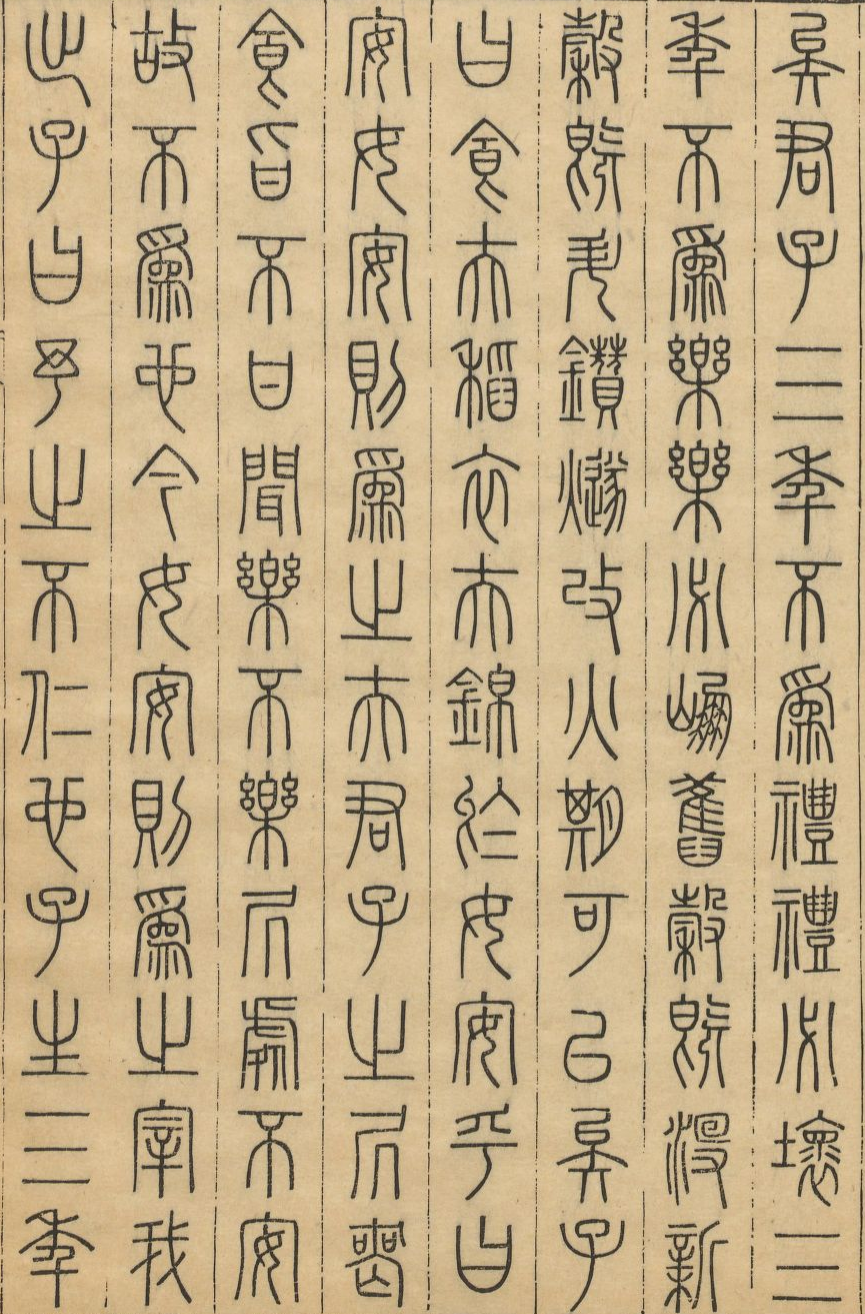 矣君子三年不爲禮禮必壞三
年不爲樂樂必崩舊穀既沒新
穀既升鑽燧改火期可已矣子
曰食夫稻衣夫錦於女安乎曰
安女安則爲之夫君子之居喪
食旨不甘聞樂不樂居處不安
故不爲也今女安則爲之宰我
出子曰予之不仁也子生三年